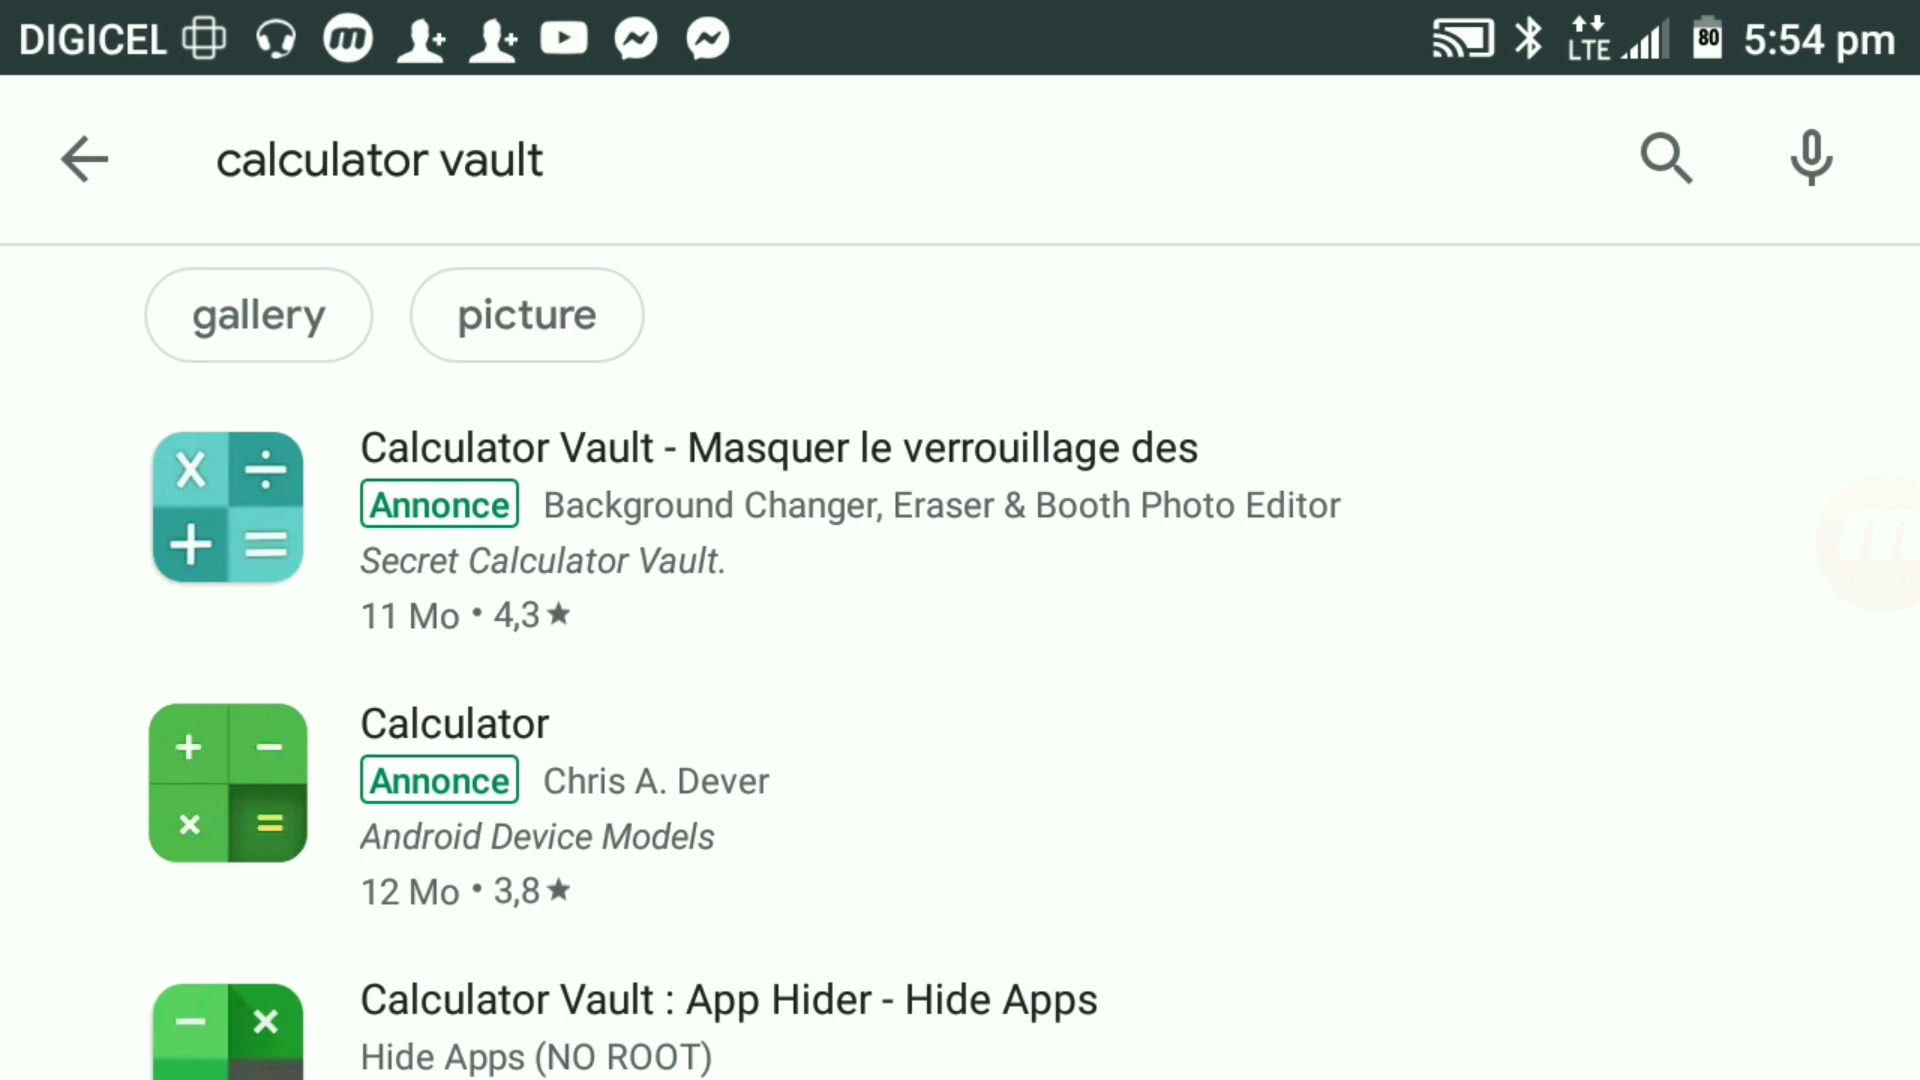 DIGICEL LTE 80 5:54 pm
calculator vault
gallery picture
Calculator Vault - Masquer le verrouillage des
Annonce Background Changer, Eraser & Booth Photo Editor
Secret Calculator Vault.
11 Mo • 4,3★
Calculator
Annonce Chris A. Dever
Android Device Models
12 Mo • 3,8★
Calculator Vault : App Hider - Hide Apps
Hide Apps (NO ROOT)